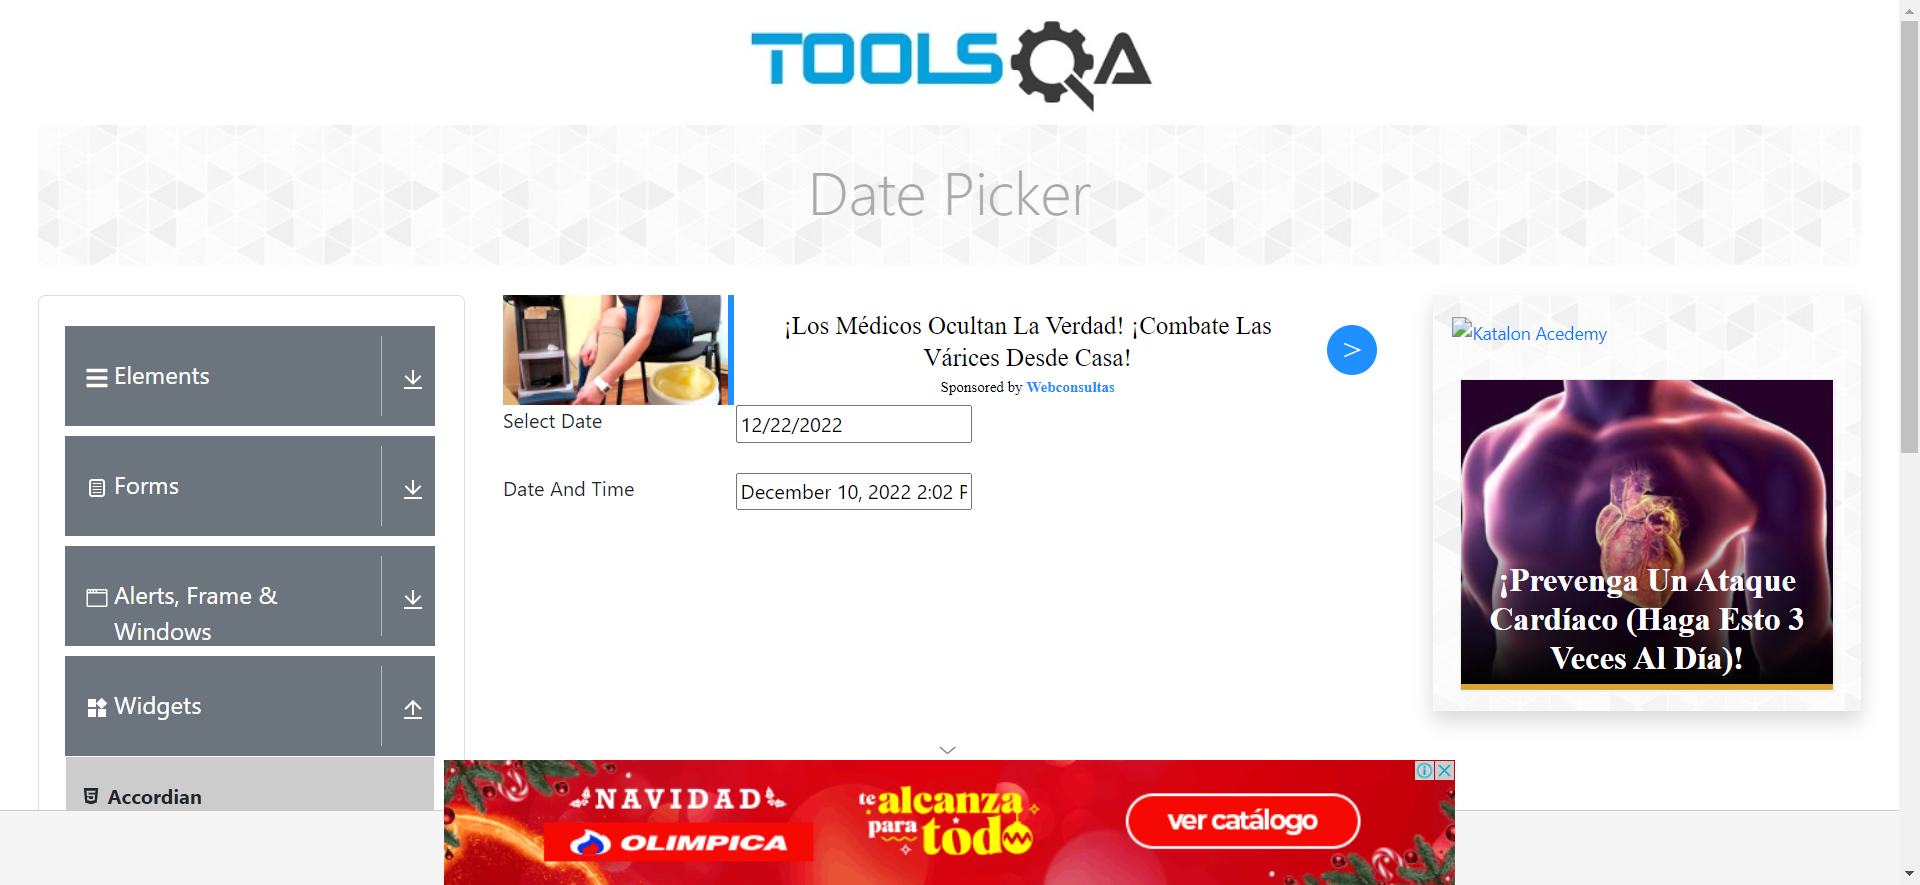 TOOLSQA
Date Picker
Elements
Forms
Alerts, Frame &
Windows
Widgets
Accordian
¡Los Médicos Ocultan La Verdad! ¡Combate Las
Várices Desde Casa!
Sponsored by Webconsultas
>
Select Date
12/22/2022
Date And Time
December 10, 2022 2:02 P
Katalon Acedemy
¡Prevenga Un Ataque
Cardíaco (Haga Esto 3
Veces Al Día)!
NAVIDAD
OLIMPICA
te alcanza
para todo
ver catálogo